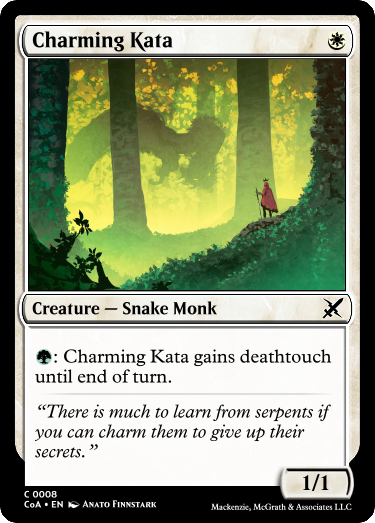 Charming Kata
Creature — Snake Monk
: Charming Kata gains deathtouch
until end of turn.
“There is much to learn from serpents if
you can charm them to give up their
secrets.”
1/1
C 0008
CoA • EN Anato Finnstark
Mackenzie, McGrath & Associates LLC